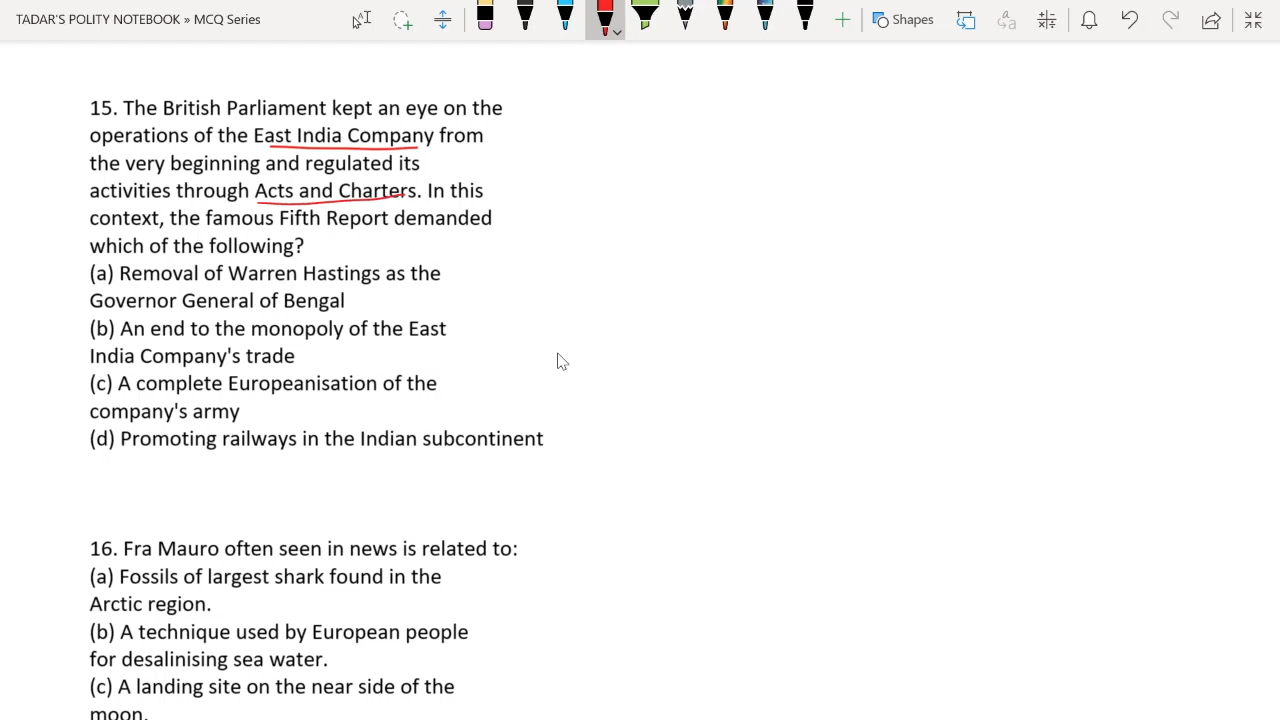 TADAR'S POLITY NOTEBOOK » MCQ Series
Shapes
15. The British Parliament kept an eye on the
operations of the East India Company from
the very beginning and regulated its
activities through Acts and Charters. In this
context, the famous Fifth Report demanded
which of the following?
(a) Removal of Warren Hastings as the
Governor General of Bengal
(b) An end to the monopoly of the East
India Company's trade
(c) A complete Europeanisation of the
company's army
(d) Promoting railways in the Indian subcontinent
16. Fra Mauro often seen in news is related to:
(a) Fossils of largest shark found in the
Arctic region.
(b) A technique used by European people
for desalinising sea water.
(c) A landing site on the near side of the
moon.